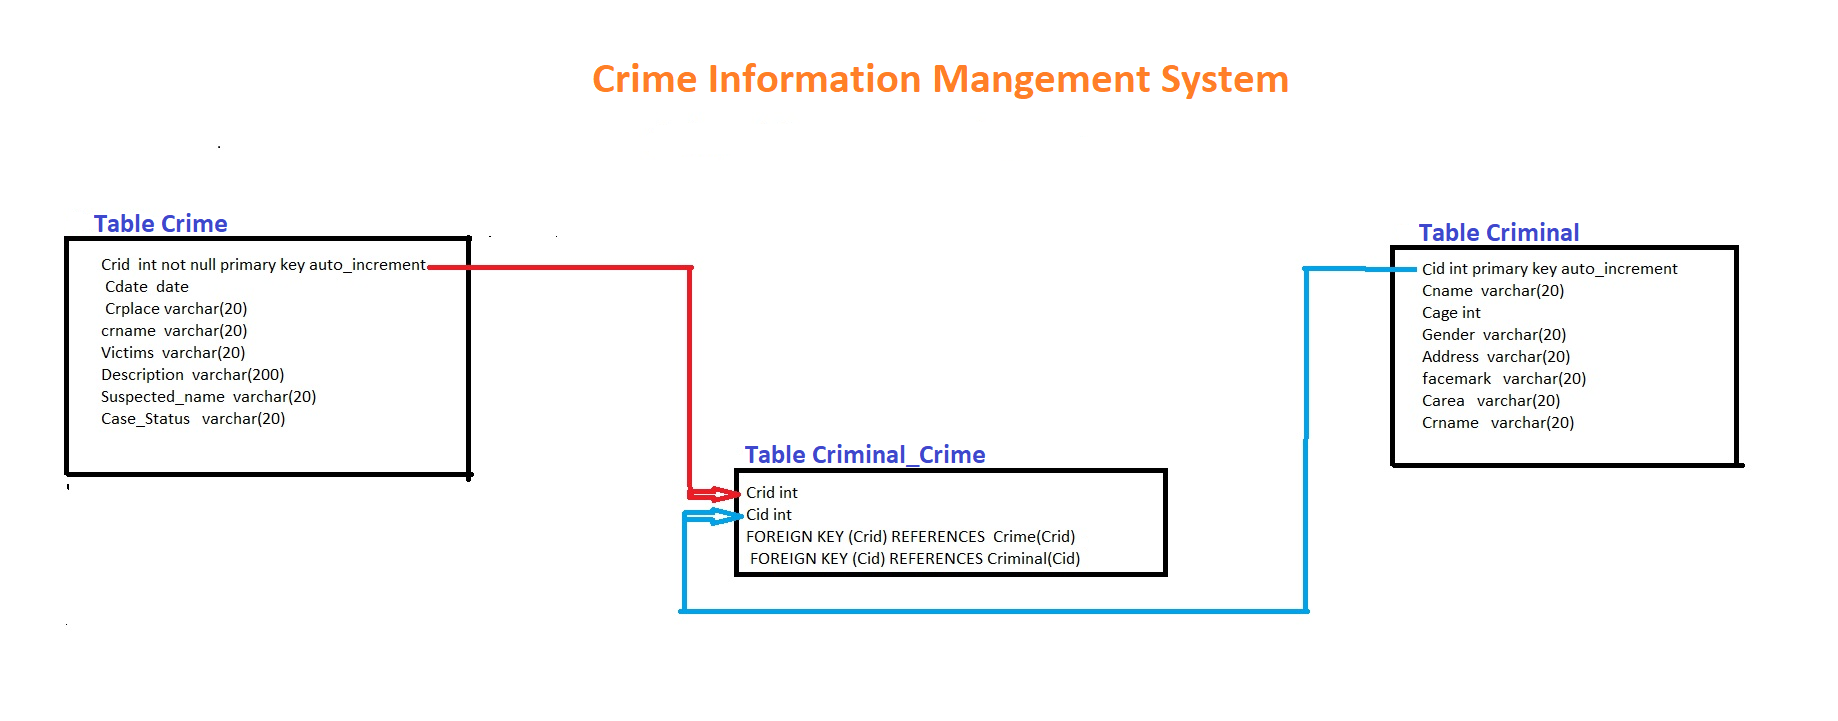 Crime Information Mangement System
Table Crime
Crid  int not null primary key auto_increment
Cdate  date
Crplace varchar(20)
crname  varchar(20)
Victims  varchar(20)
Description  varchar(200)
Suspected_name  varchar(20)
Case_Status   varchar(20)
Table Criminal_Crime
Crid int
Cid int
FOREIGN KEY (Crid) REFERENCES  Crime(Crid)
FOREIGN KEY (Cid) REFERENCES Criminal(Cid)
Table Criminal
Cid int primary key auto_increment
Cname  varchar(20)
Cage int
Gender  varchar(20)
Address  varchar(20)
facemark   varchar(20)
Carea   varchar(20)
Crname   varchar(20)